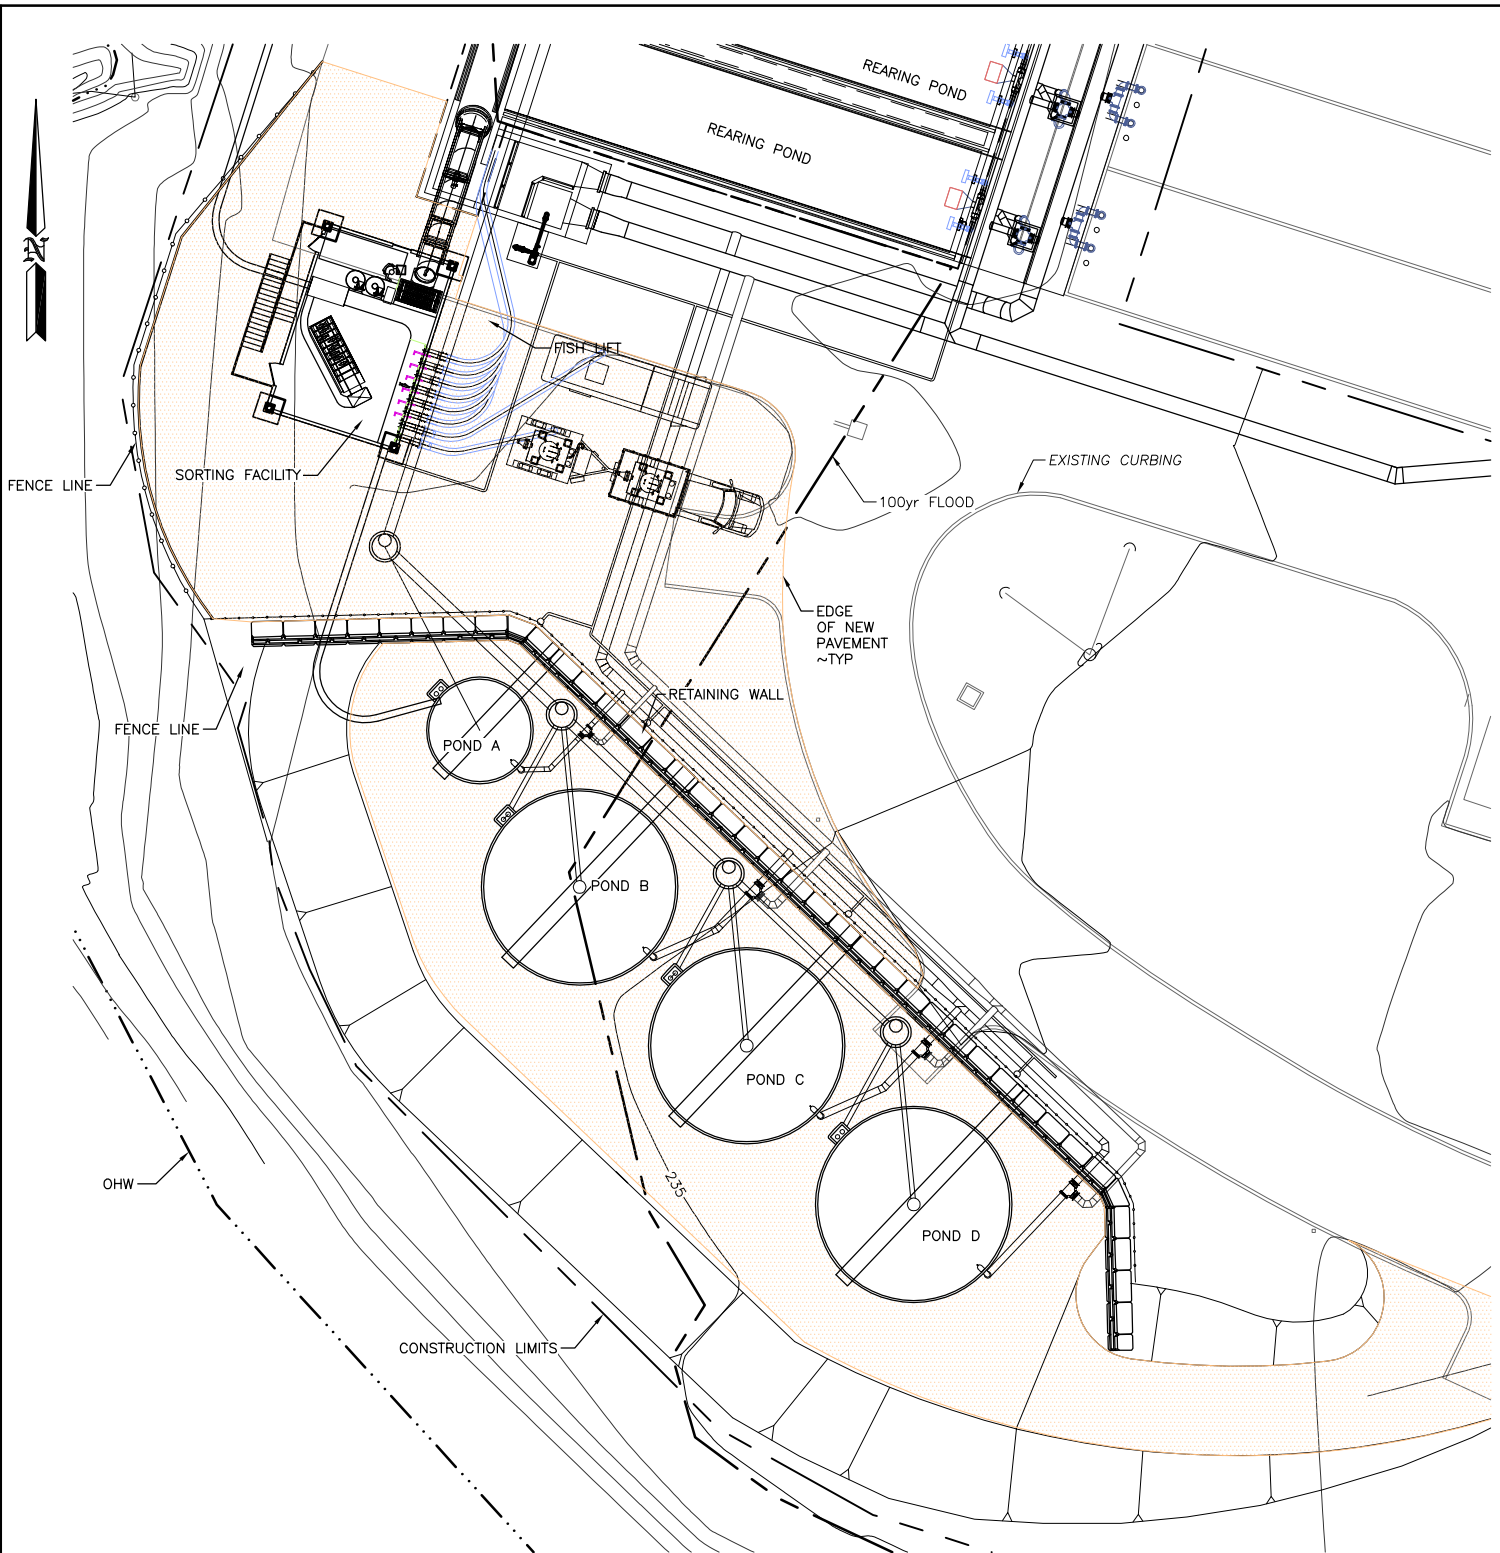 REARING POND
REARING POND
N
FISH LIFT
SORTING FACILITY
FENCE LINE
EXISTING CURBING
100yr FLOOD
EDGE
OF NEW
PAVEMENT
~TYP
RETAINING WALL
FENCE LINE
POND A
POND B
POND C
POND D
235
OHW
CONSTRUCTION LIMITS